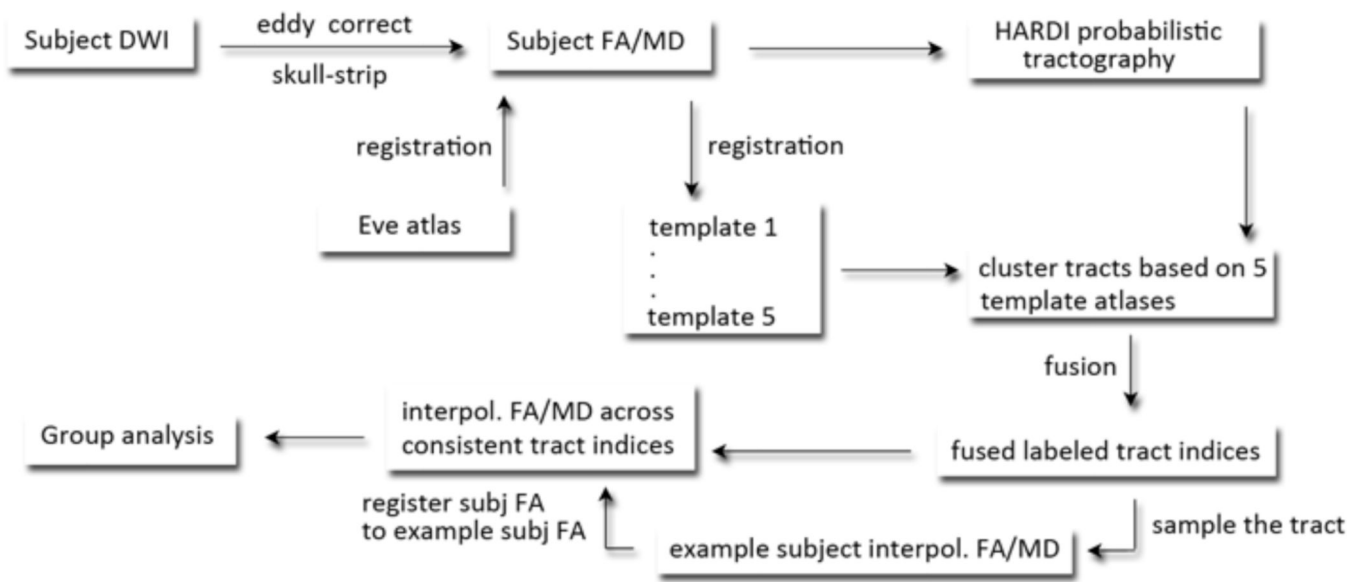 Subject DWI
eddy correct
skull-strip
Subject FA/MD
HARDI probabilistic
tractography
registration
registration
Eve atlas
template 1
.
.
.
template 5
cluster tracts based on 5
template atlases
fusion
Group analysis
interpol. FA/MD across
consistent tract indices
fused labeled tract indices
register subj FA
to example subj FA
example subject interpol. FA/MD
sample the tract